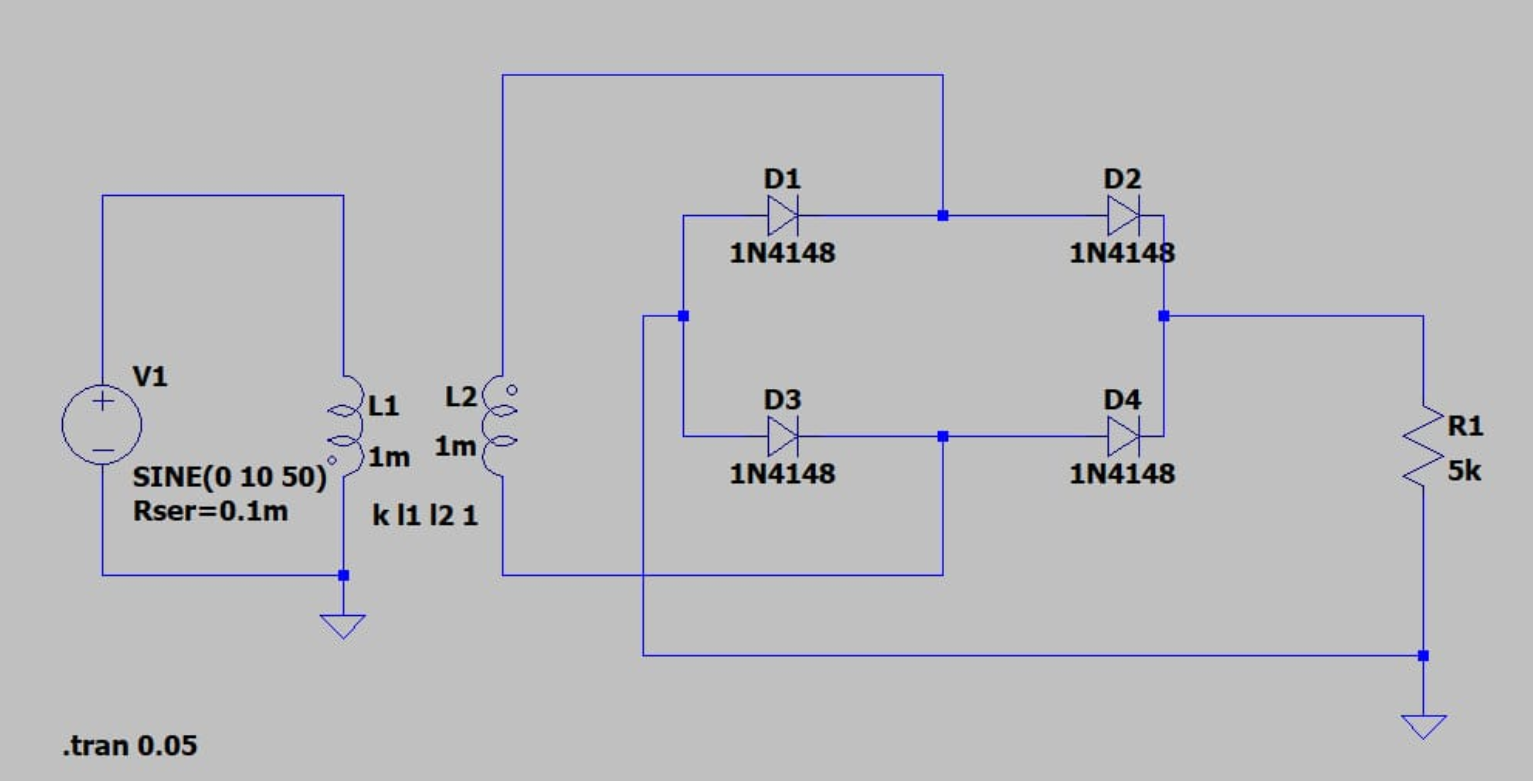 D1
D2
1N4148
1N4148
V1
L1
L2
1m
1m
SINE(0 10 50)
Rser=0.1m
k l1 l2 1
D3
D4
1N4148
1N4148
R1
5k
.tran 0.05